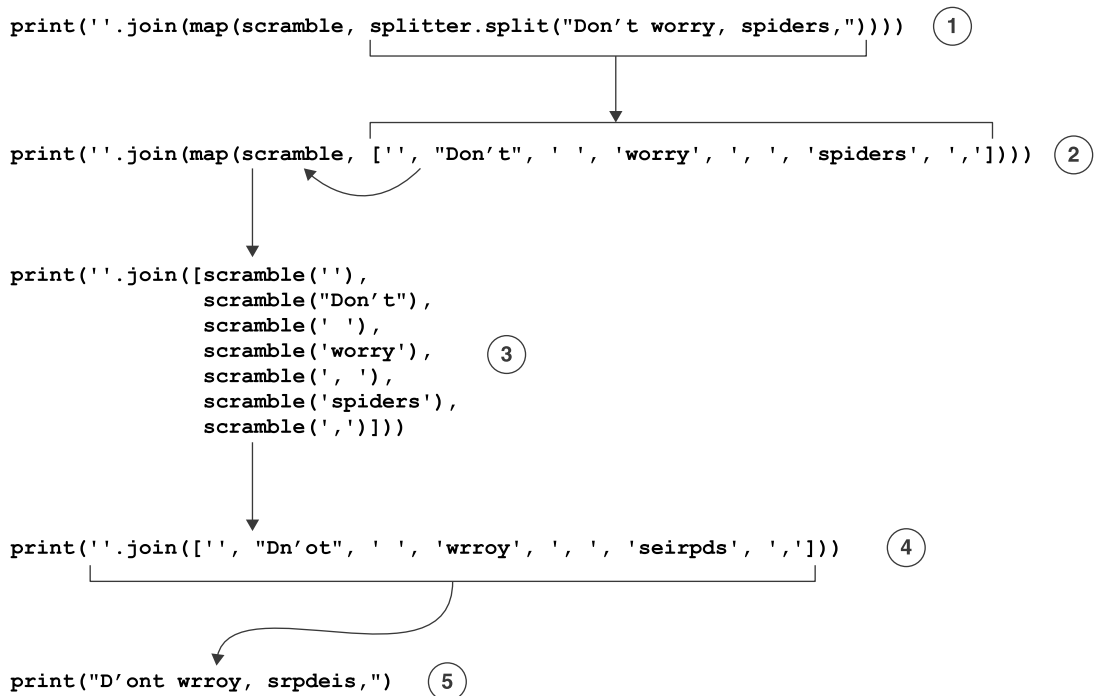 print(''.join(map(scramble, splitter.split("Don’t worry, spiders,")))) 1
print(''.join(map(scramble, ['', "Don’t", ' ', 'worry', ', ', 'spiders', ',']))) 2
print(''.join([scramble(''),
scramble("Don’t"),
scramble(' '),
scramble('worry'),
scramble(', '),
scramble('spiders'),
scramble(',')]))
3
print(''.join(['', "Dn’ot", ' ', 'wrroy', ', ', 'seirpds', ','])) 4
print("D’ont wrroy, srpdeis,") 5